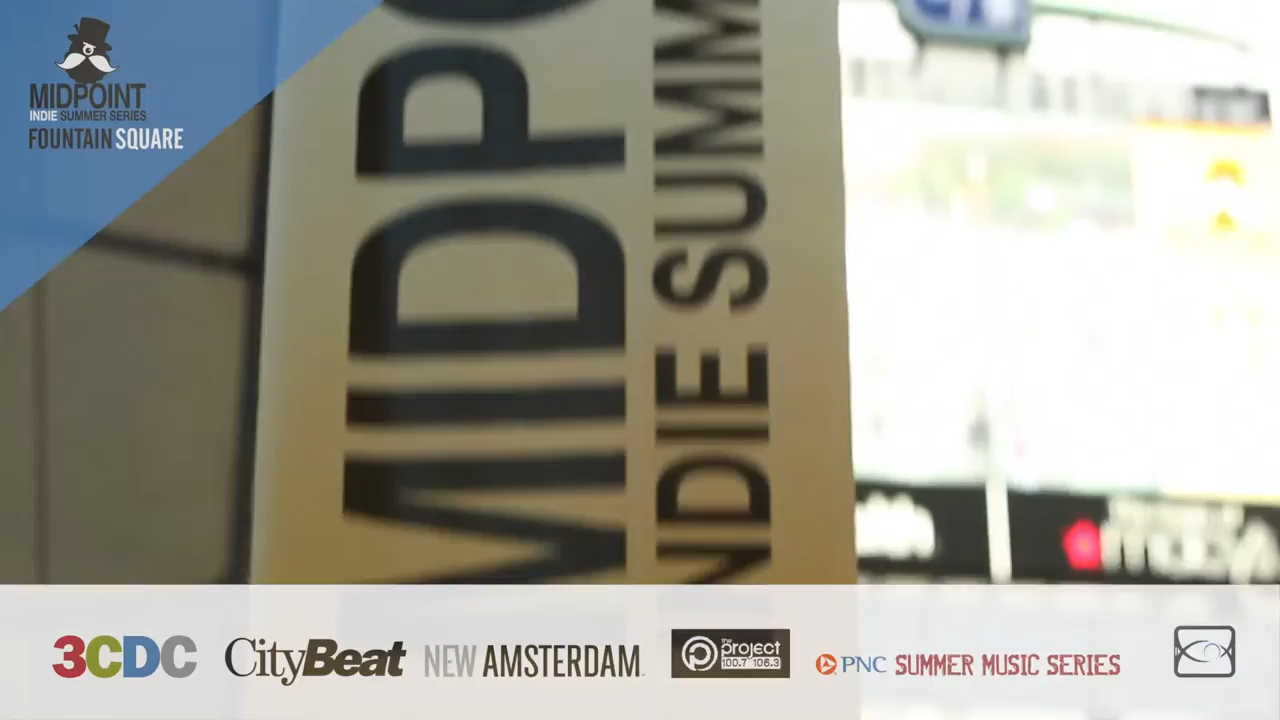 MIDPOINT
INDIE SUMMER SERIES
FOUNTAIN SQUARE
MIDPO
NDIE SUMM
macy's
3CDC
CityBeat
NEW AMSTERDAM.
the project
100.7 106.3
PNC SUMMER MUSIC SERIES